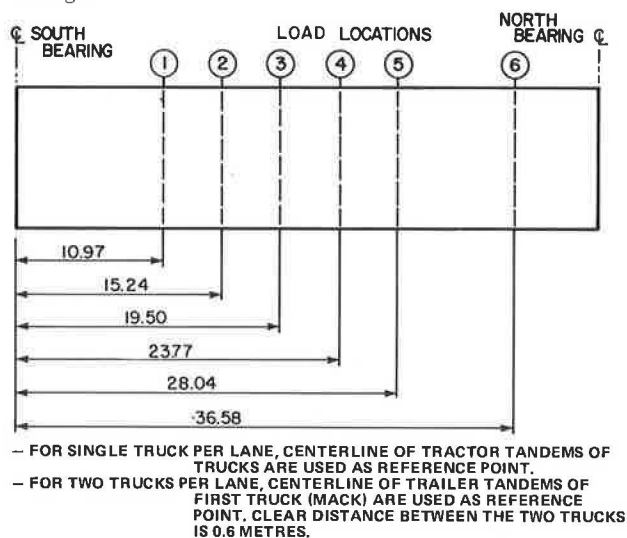 ℄ SOUTH BEARING
LOAD LOCATIONS
NORTH BEARING ℄
1 2 3 4 5 6
10.97
15.24
19.50
23.77
28.04
36.58
– FOR SINGLE TRUCK PER LANE, CENTERLINE OF TRACTOR TANDEMS OF
TRUCKS ARE USED AS REFERENCE POINT.
– FOR TWO TRUCKS PER LANE, CENTERLINE OF TRAILER TANDEMS OF
FIRST TRUCK (MACK) ARE USED AS REFERENCE
POINT. CLEAR DISTANCE BETWEEN THE TWO TRUCKS
IS 0.6 METRES.